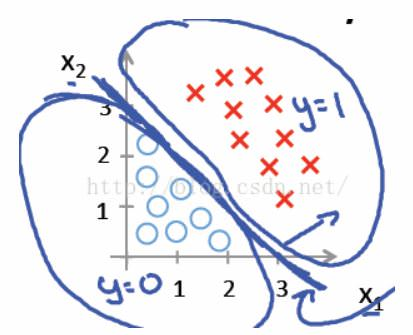 x₂
3
2
1
y=1
http://blog.csdn.net/
y=0
1 2 3
x₁